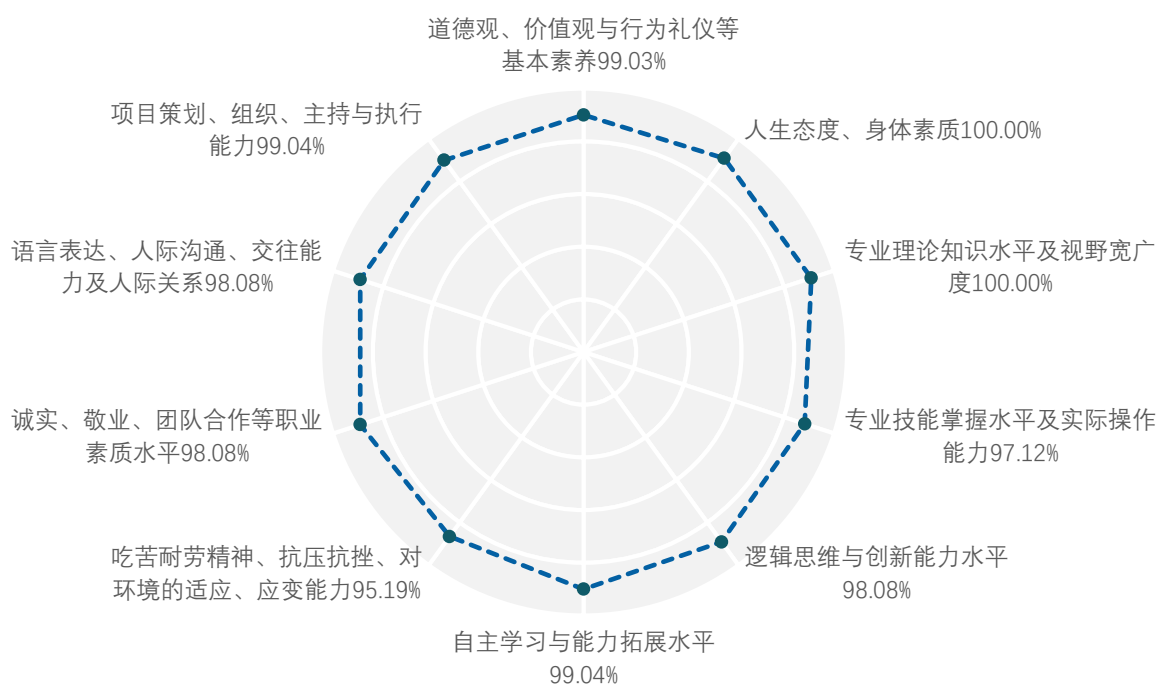 道德观、价值观与行为礼仪等
基本素养99.03%
人生态度、身体素质100.00%
专业理论知识水平及视野宽广
度100.00%
专业技能掌握水平及实际操作
能力97.12%
逻辑思维与创新能力水平
98.08%
自主学习与能力拓展水平
99.04%
吃苦耐劳精神、抗压抗挫、对
环境的适应、应变能力95.19%
诚实、敬业、团队合作等职业
素质水平98.08%
语言表达、人际沟通、交往能
力及人际关系98.08%
项目策划、组织、主持与执行
能力99.04%